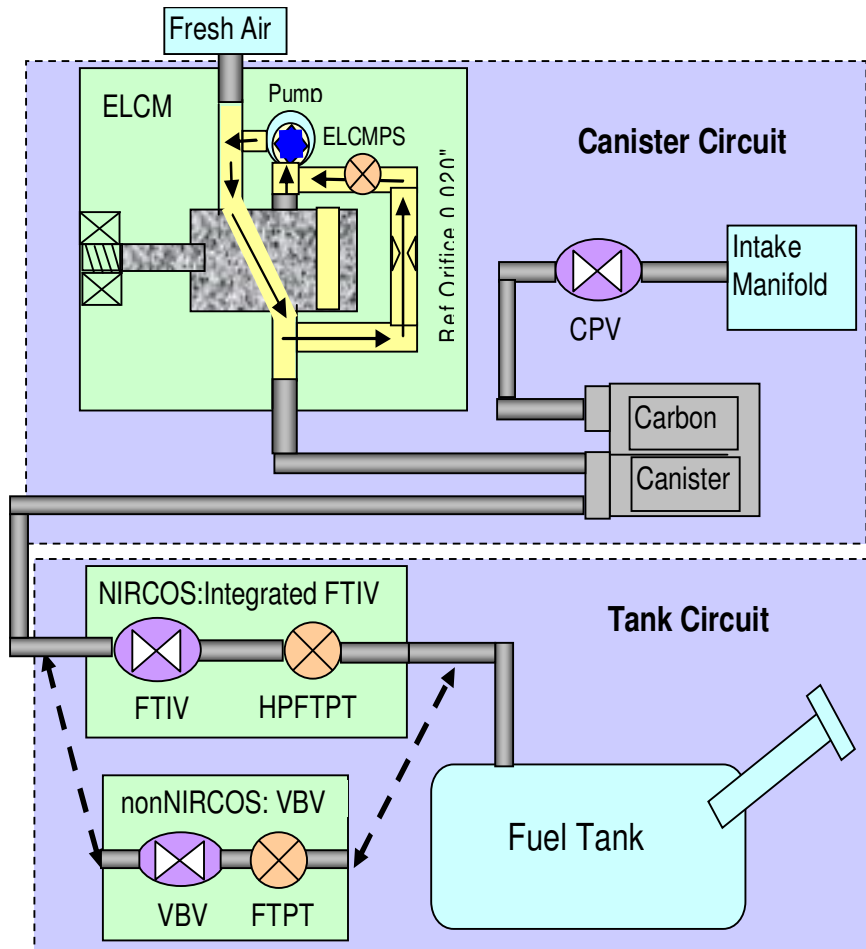 Fresh Air
ELCM
Pump
ELCMPS
Ref Orifice 0.020"
Canister Circuit
Intake
Manifold
CPV
Carbon
Canister
NIRCOS:Integrated FTIV
FTIV
HPFTPT
Tank Circuit
nonNIRCOS: VBV
VBV
FTPT
Fuel Tank